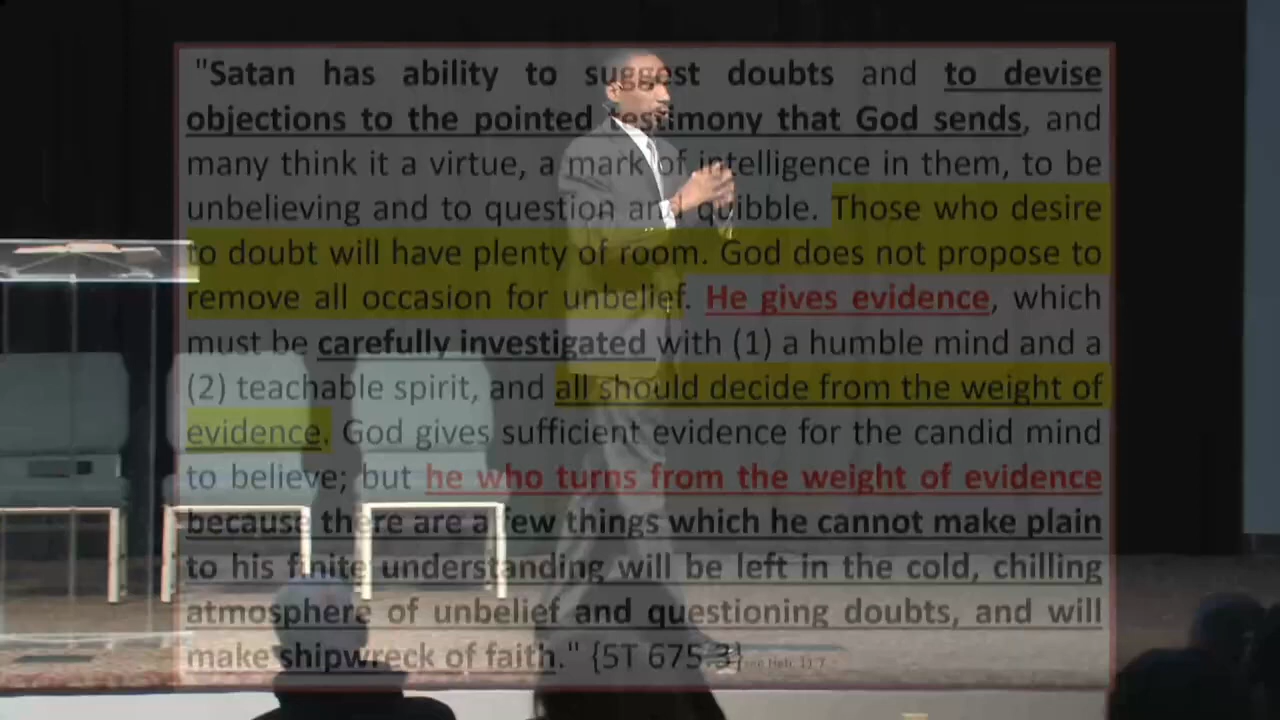 "Satan has ability to suggest doubts and to devise
objections to the pointed testimony that God sends, and
many think it a virtue, a mark of intelligence in them, to be
unbelieving and to question and quibble. Those who desire
to doubt will have plenty of room. God does not propose to
remove all occasion for unbelief. He gives evidence, which
must be carefully investigated with (1) a humble mind and a
(2) teachable spirit, and all should decide from the weight of
evidence. God gives sufficient evidence for the candid mind
to believe; but he who turns from the weight of evidence
because there are a few things which he cannot make plain
to his finite understanding will be left in the cold, chilling
atmosphere of unbelief and questioning doubts, and will
make shipwreck of faith." {5T 675.3}